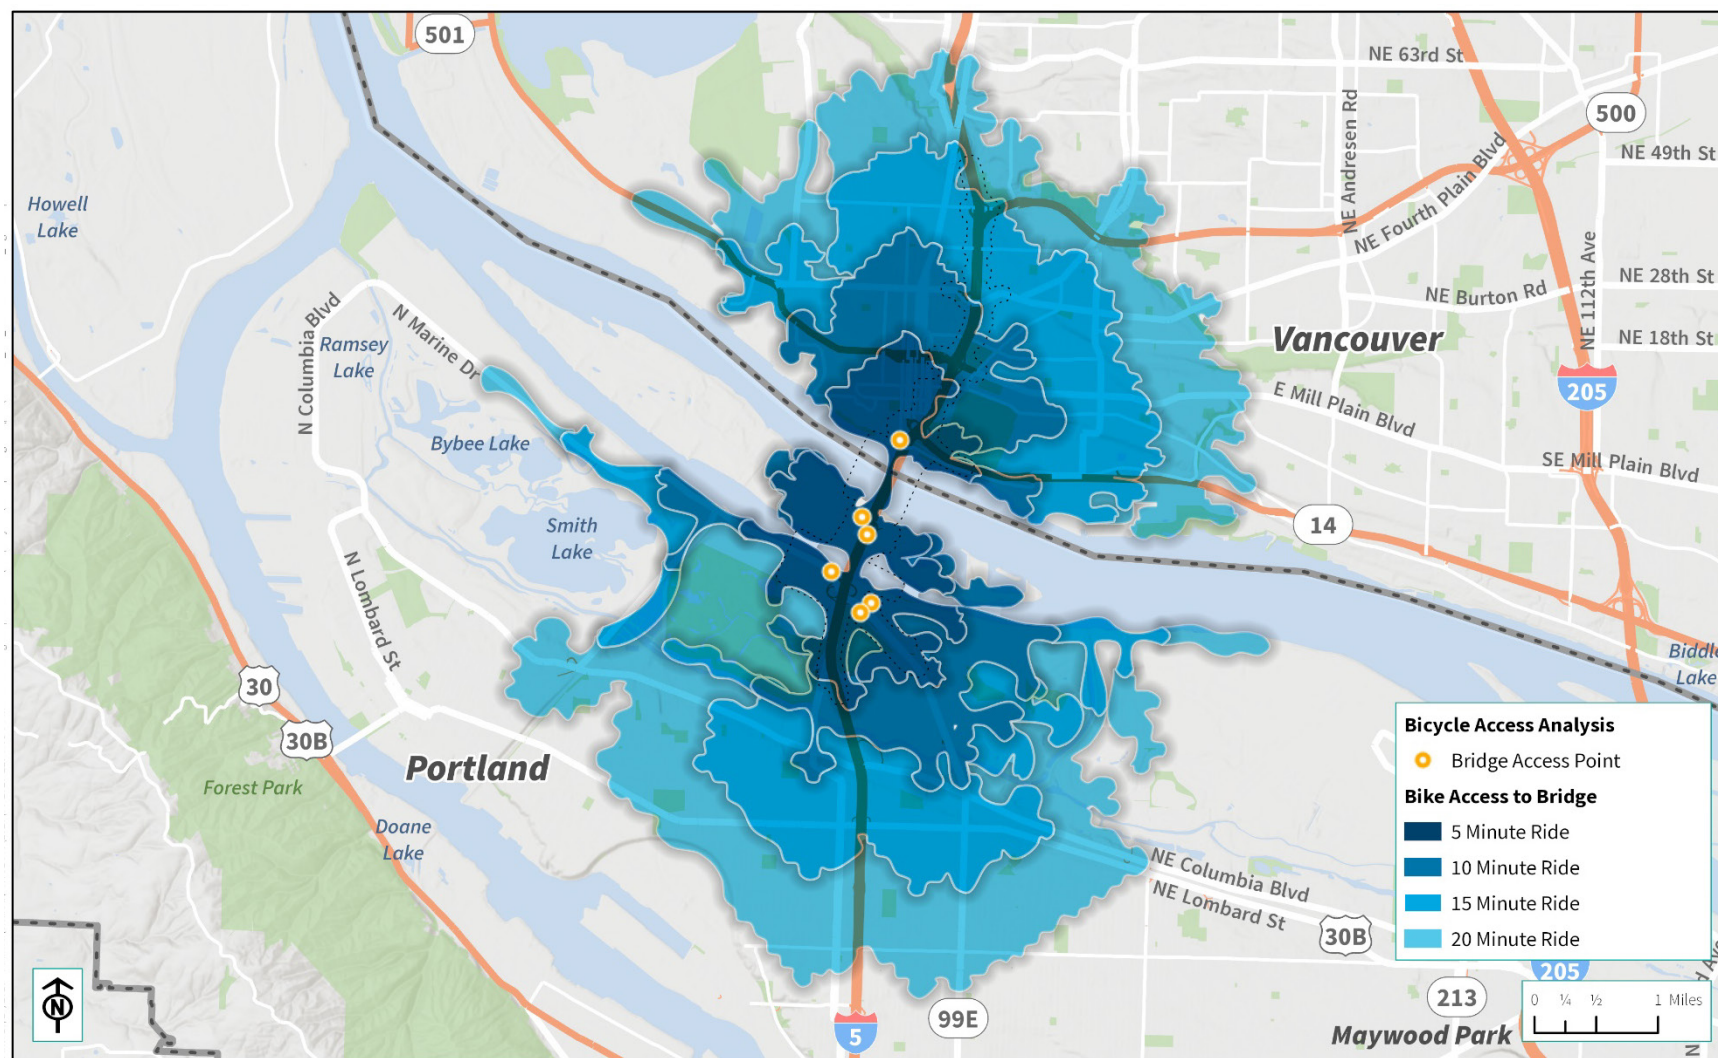 501
NE 63rd St
500
NE Andresen Rd
NE Fourth Plain Blvd
NE 49th St
Howell
Lake
NE 112th Ave
NE 28th St
NE Burton Rd
N Marine Dr
N Columbia Blvd
Ramsey
Lake
Vancouver
NE 18th St
205
E Mill Plain Blvd
Bybee Lake
SE Mill Plain Blvd
Smith
Lake
14
N Lombard St
Biddle
Lake
30
30B
Portland
Forest Park
Doane
Lake
NE Columbia Blvd
NE Lombard St
30B
Bicycle Access Analysis
Bridge Access Point
Bike Access to Bridge
5 Minute Ride
10 Minute Ride
15 Minute Ride
20 Minute Ride
205
213
0 ¼ ½ 1 Miles
N
99E
5
Maywood Park